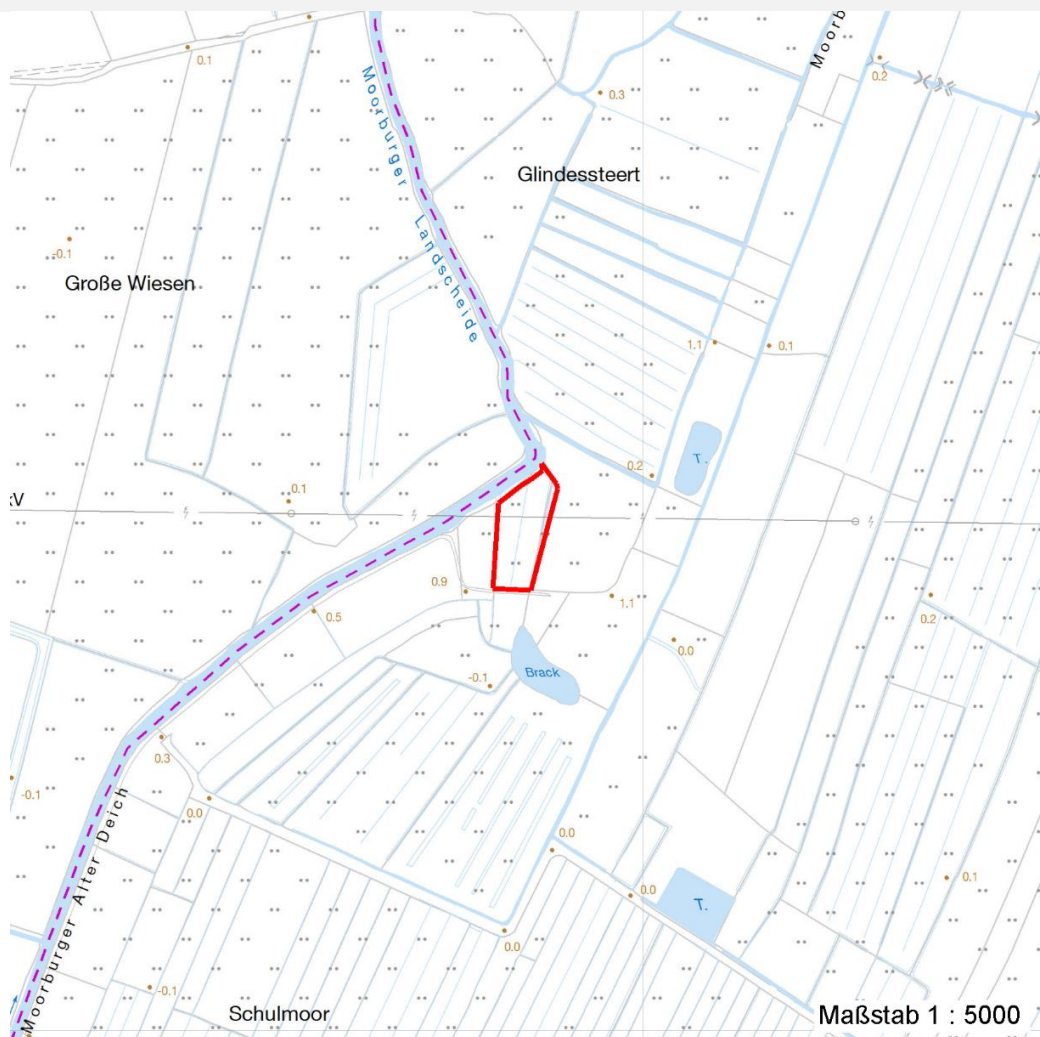 0.1
Moorb
0.2
Moorburger
Landscheide
0.3
Glindessteert
-0.1
Große Wiesen
1.1
0.1
T.
0.2
kV
0.1
0.9
1.1
0.5
0.2
0.0
-0.1
Brack
0.3
-0.1
0.0
0.0
Moorburger Alter Deich
0.1
0.0
T.
0.0
-0.1
Schulmoor
Maßstab 1 : 5000